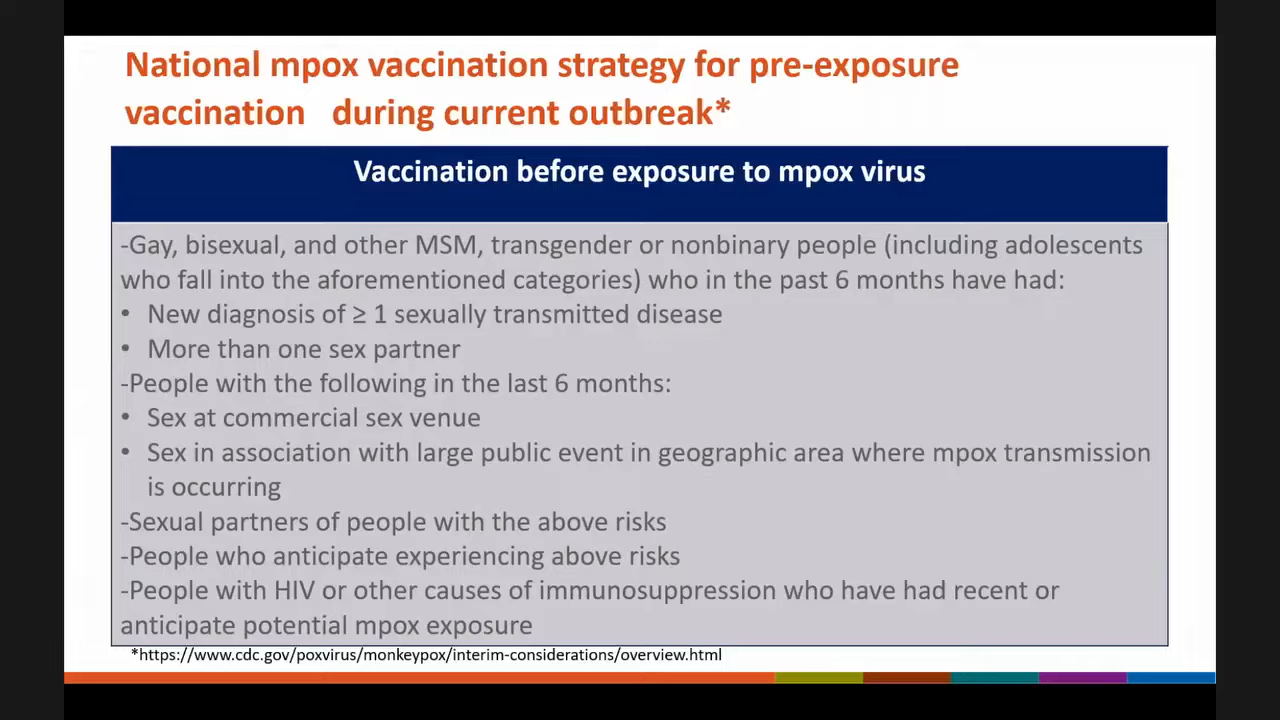 National mpox vaccination strategy for pre-exposure
vaccination during current outbreak*
Vaccination before exposure to mpox virus
-Gay, bisexual, and other MSM, transgender or nonbinary people (including adolescents
who fall into the aforementioned categories) who in the past 6 months have had:
• New diagnosis of ≥ 1 sexually transmitted disease
• More than one sex partner
-People with the following in the last 6 months:
• Sex at commercial sex venue
• Sex in association with large public event in geographic area where mpox transmission
is occurring
-Sexual partners of people with the above risks
-People who anticipate experiencing above risks
-People with HIV or other causes of immunosuppression who have had recent or
anticipate potential mpox exposure
*https://www.cdc.gov/poxvirus/monkeypox/interim-considerations/overview.html